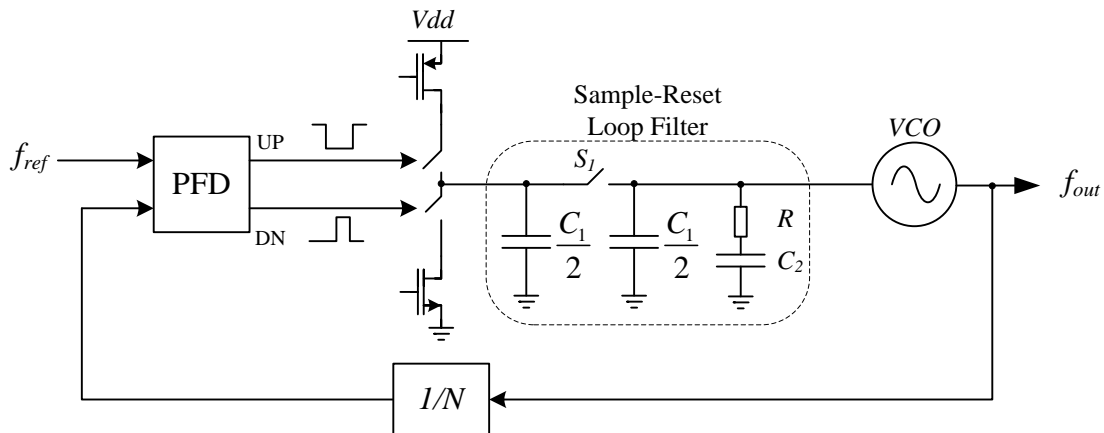 Vdd
Sample-Reset
Loop Filter
VCO
UP
S1
fref
PFD
fout
DN
C1
2
C1
2
R
C2
1/N